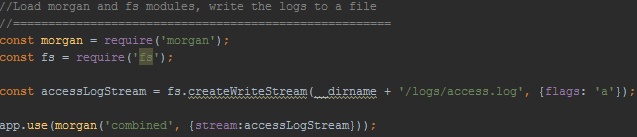 //Load morgan and fs modules, write the logs to a file
//======================================================
const morgan = require('morgan');
const fs = require('fs');
const accessLogStream = fs.createWriteStream(__dirname + '/logs/access.log', {flags: 'a'});
app.use(morgan('combined', {stream:accessLogStream}));